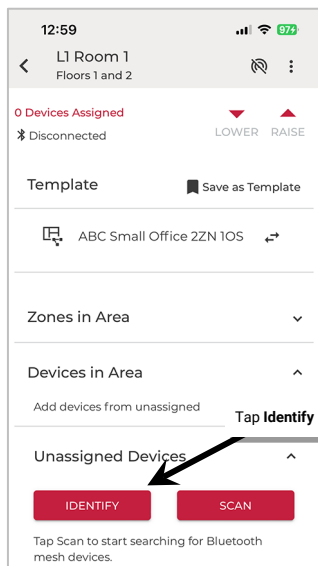 12:59
97
L1 Room 1
Floors 1 and 2
0 Devices Assigned
Disconnected
LOWER RAISE
Template
Save as Template
ABC Small Office 2ZN 1OS
Zones in Area
Devices in Area
Add devices from unassigned
Tap Identify
Unassigned Devices
IDENTIFY
SCAN
Tap Scan to start searching for Bluetooth
mesh devices.